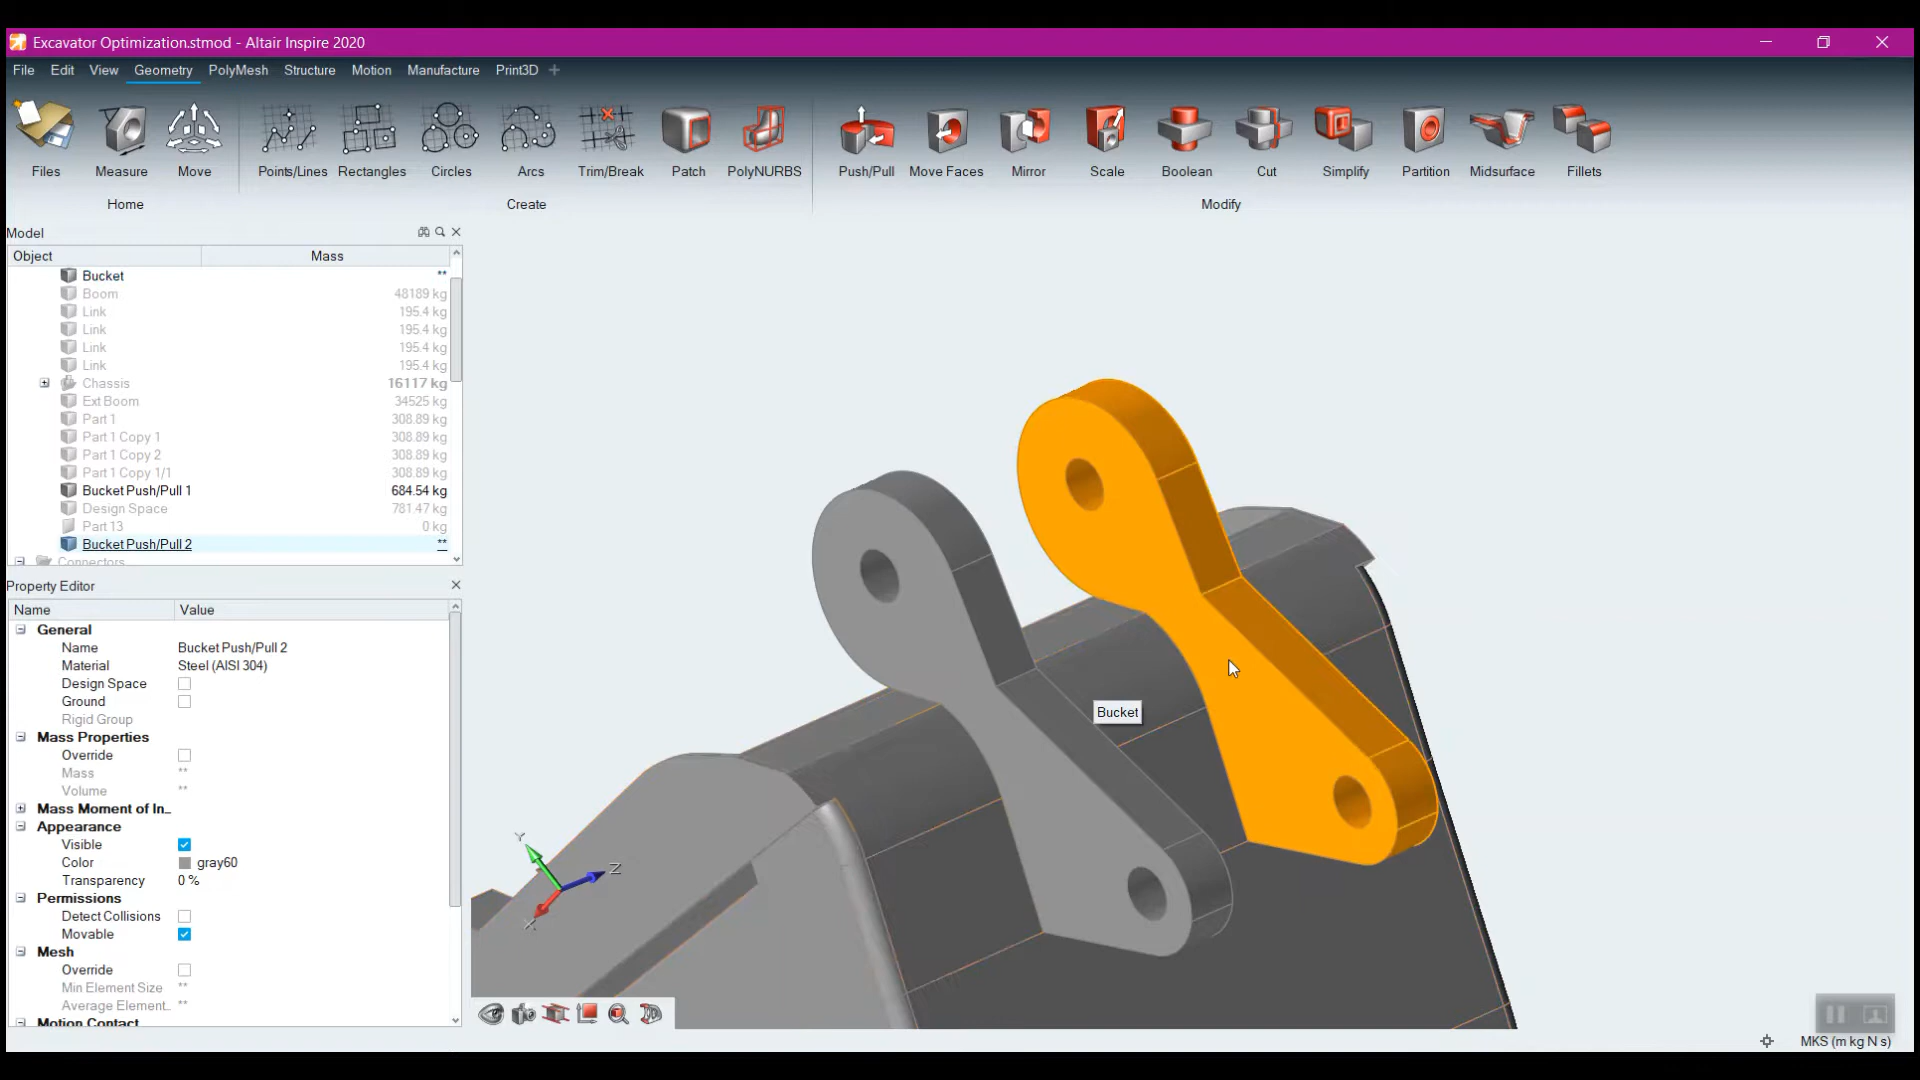 Excavator Optimization.stmod - Altair Inspire 2020
File Edit View Geometry PolyMesh Structure Motion Manufacture Print3D
Files Measure Move Points/Lines Rectangles Circles Arcs Trim/Break Patch PolyNURBS Push/Pull Move Faces Mirror Scale Boolean Cut Simplify Partition Midsurface Fillets
Home Create Modify
Model
Object Mass
Bucket **
Boom 48189 kg
Link 195.4 kg
Link 195.4 kg
Link 195.4 kg
Link 195.4 kg
Chassis 16117 kg
Ext Boom 34525 kg
Part 1 308.89 kg
Part 1 Copy 1 308.89 kg
Part 1 Copy 2 308.89 kg
Part 1 Copy 1/1 308.89 kg
Bucket Push/Pull 1 684.54 kg
Design Space 781.47 kg
Part 13 0 kg
Bucket Push/Pull 2 **
Connectors
Property Editor
Name Value
General
Name Bucket Push/Pull 2
Material Steel (AISI 304)
Design Space
Ground
Rigid Group
Mass Properties
Override
Mass **
Volume **
Mass Moment of In...
Appearance
Visible
Color gray60
Transparency 0 %
Permissions
Detect Collisions
Movable
Mesh
Override
Min Element Size **
Average Element... **
Motion Contact
Bucket
Y
Z
X
MKS (m kg N s)